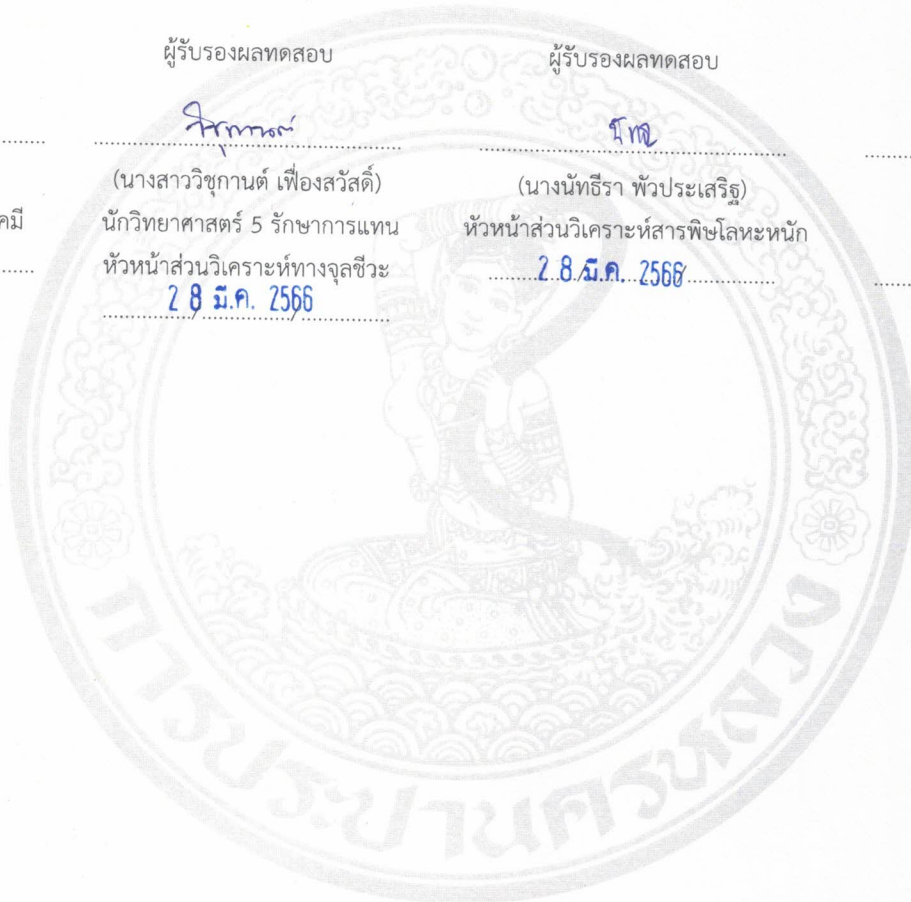 ผู้รับรองผลทดสอบ
(นางสาววิชุกานต์ เฟื่องสวัสดิ์)
นักวิทยาศาสตร์ 5 รักษาการแทน
หัวหน้าส่วนวิเคราะห์ทางจุลชีวะ
2 8 มี.ค. 2566
ผู้รับรองผลทดสอบ
(นางนัทธีรา พัวประเสริฐ)
หัวหน้าส่วนวิเคราะห์สารพิษโลหะหนัก
2 8 มี.ค. 2566
คมี
การประปานครหลวง